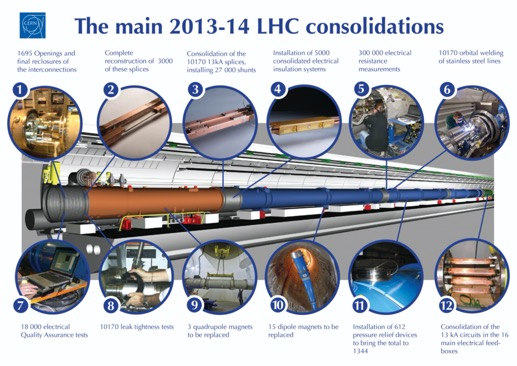 CERN
The main 2013-14 LHC consolidations
1695 Openings and
final reclosures of
the interconnections
Complete
reconstruction of 3000
of these splices
Consolidation of the
10170 13kA splices,
installing 27 000 shunts
Installation of 5000
consolidated electrical
insulation systems
300 000 electrical
resistance
measurements
10170 orbital welding
of stainless steel lines
1
2
3
4
5
6
7
8
9
10
11
12
18 000 electrical
Quality Assurance tests
10170 leak tightness tests
3 quadrupole magnets
to be replaced
15 dipole magnets to be
replaced
Installation of 612
pressure relief devices
to bring the total to
1344
Consolidation of the
13 kA circuits in the 16
main electrical feed-
boxes